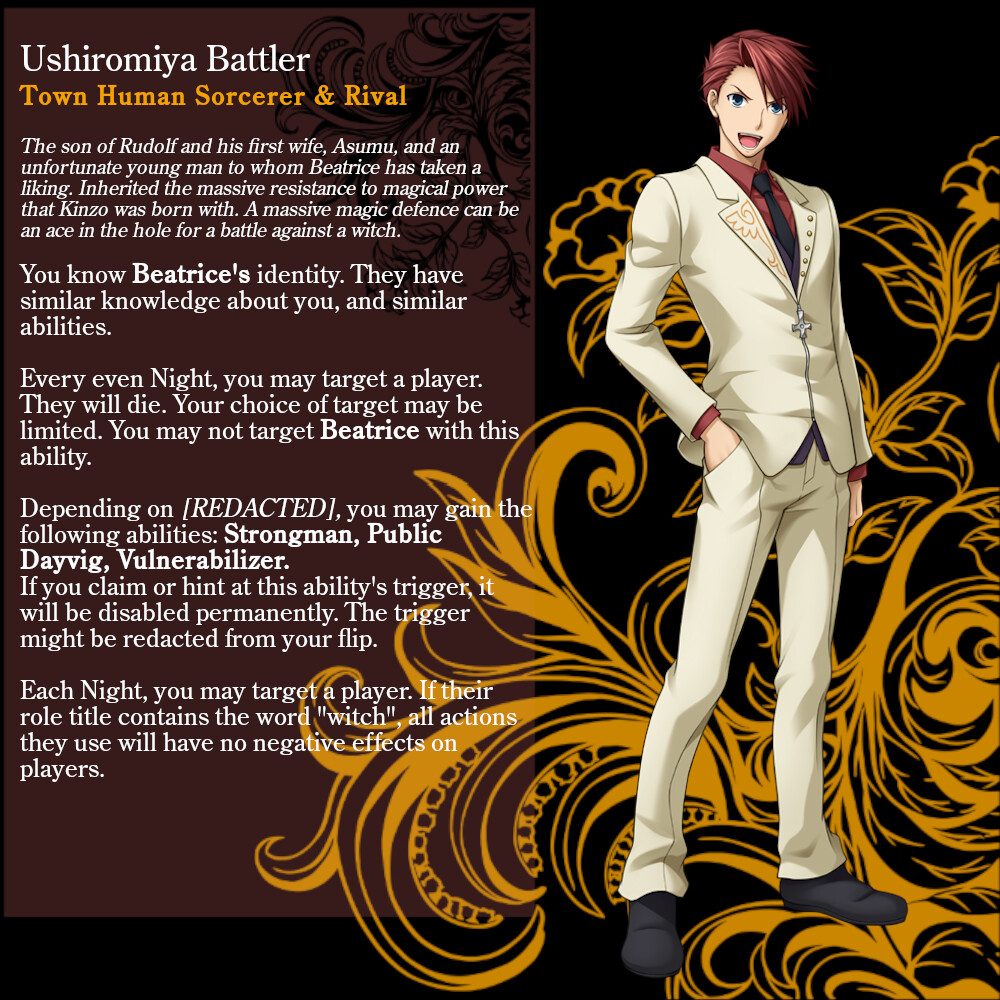 Ushiromiya Battler
Town Human Sorcerer & Rival
The son of Rudolf and his first wife, Asumu, and an
unfortunate young man to whom Beatrice has taken a
liking. Inherited the massive resistance to magical power
that Kinzo was born with. A massive magic defence can be
an ace in the hole for a battle against a witch.
You know Beatrice's identity. They have
similar knowledge about you, and similar
abilities.
Every even Night, you may target a player.
They will die. Your choice of target may be
limited. You may not target Beatrice with this
ability.
Depending on [REDACTED], you may gain the
following abilities: Strongman, Public
Dayvig, Vulnerabilizer.
If you claim or hint at this ability's trigger, it
will be disabled permanently. The trigger
might be redacted from your flip.
Each Night, you may target a player. If their
role title contains the word "witch", all actions
they use will have no negative effects on
players.